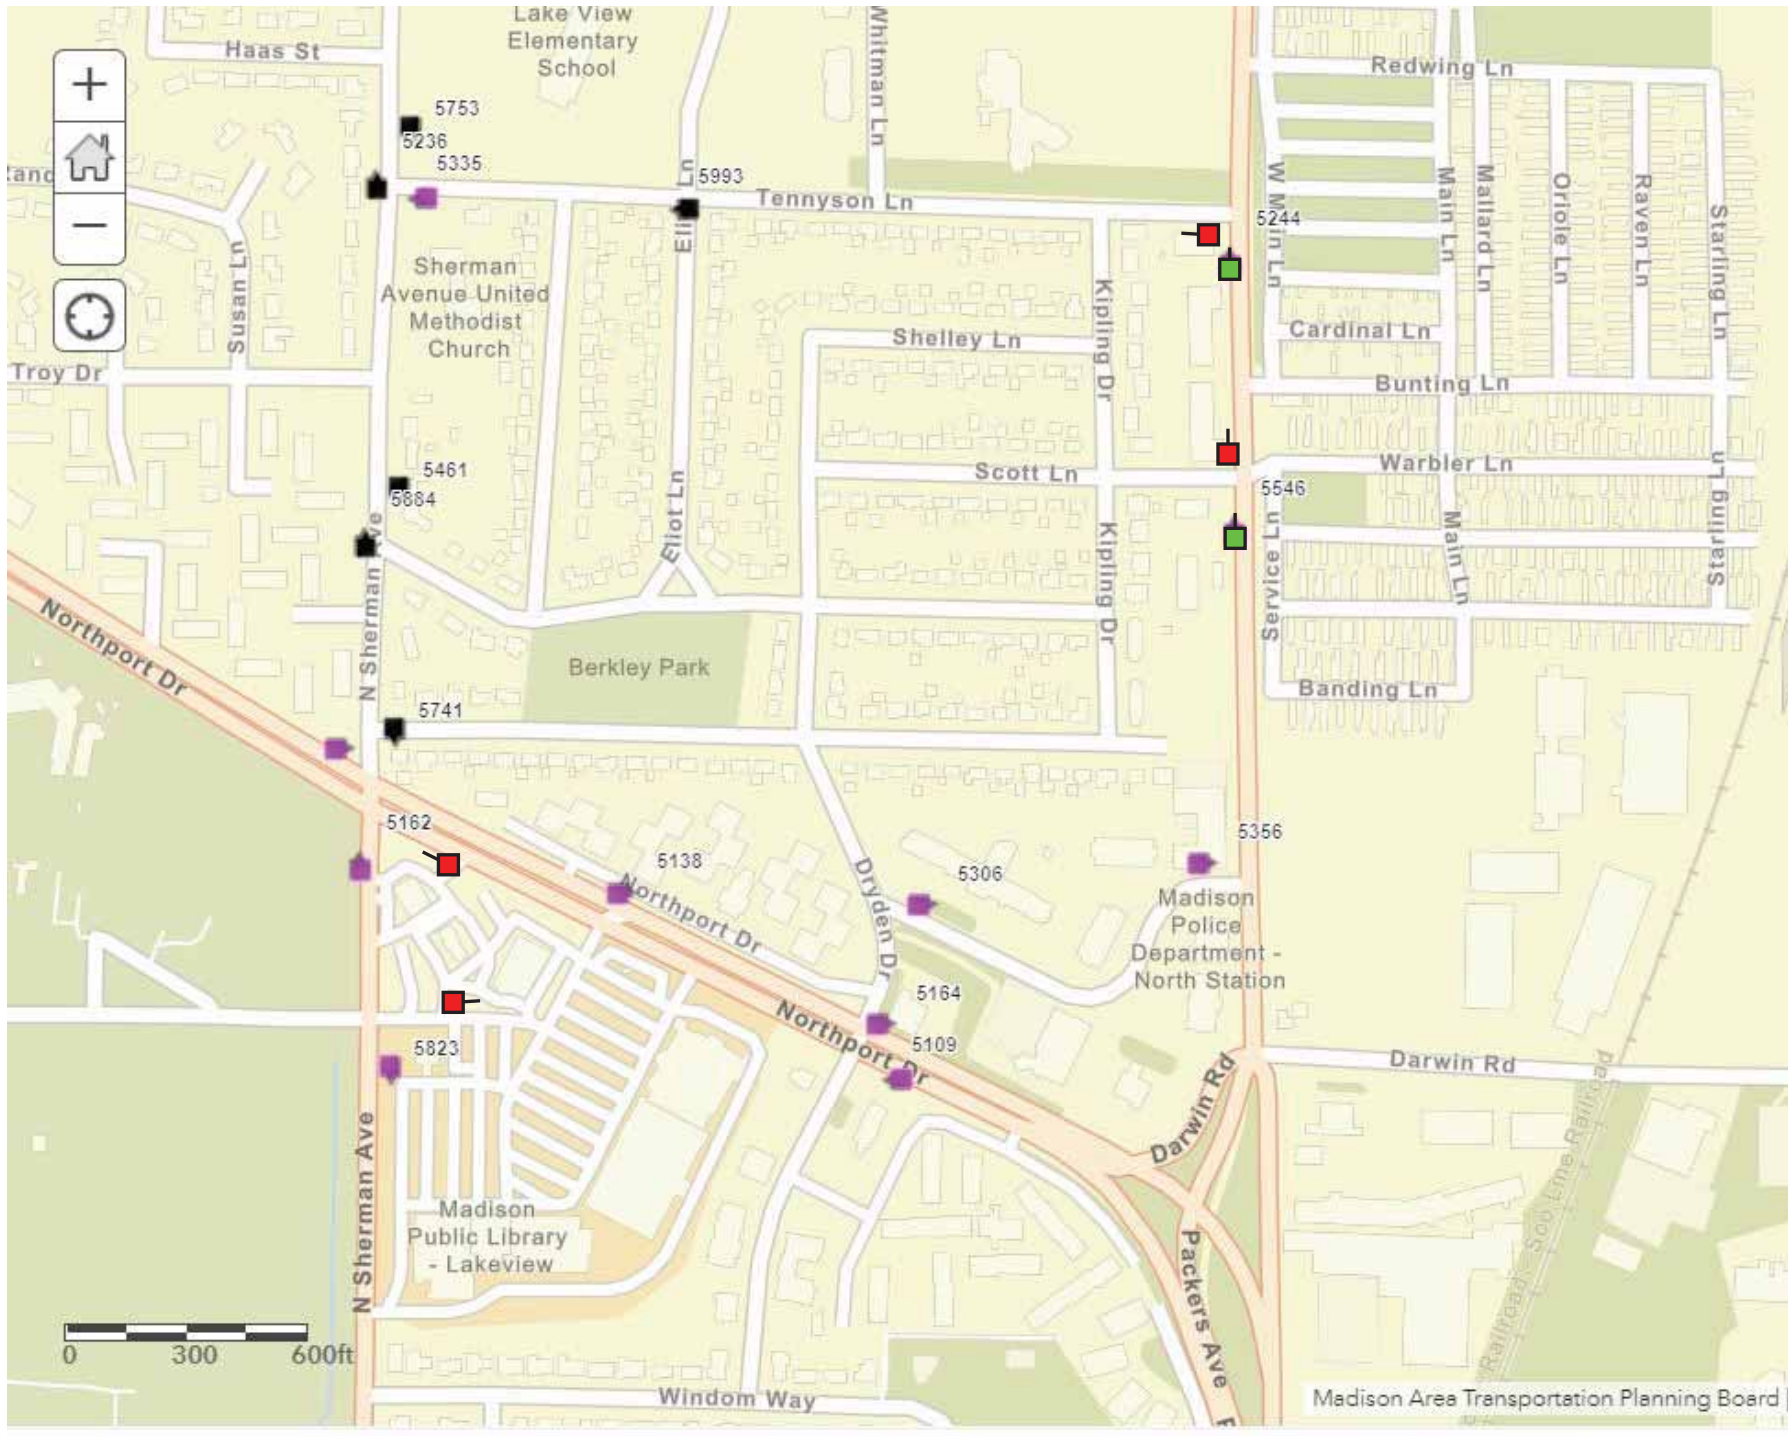 Lake View
Elementary
School
Haas St
Whitman Ln
Redwing Ln
+
5753
5236
5335
5993
Eliot Ln
Tennyson Ln
5244
W Main Ln
Main Ln
Mallard Ln
Oriole Ln
Raven Ln
Starling Ln
−
Susan Ln
Sherman
Avenue United
Methodist
Church
Kipling Dr
Shelley Ln
Cardinal Ln
Troy Dr
Bunting Ln
5461
5884
Scott Ln
Warbler Ln
5546
Eliot Ln
Kipling Dr
Service Ln
Main Ln
Starling Ln
Northport Dr
N Sherman Ave
Berkley Park
Banding Ln
5741
5162
5138
5306
5356
Northport Dr
Dryden Dr
Madison
Police
Department -
North Station
5164
5823
5109
Northport Dr
Darwin Rd
Darwin Rd
N Sherman Ave
Madison
Public Library
- Lakeview
Packers Ave
Soo Line Railroad
Railroad
0 300 600ft
Windom Way
Madison Area Transportation Planning Board |